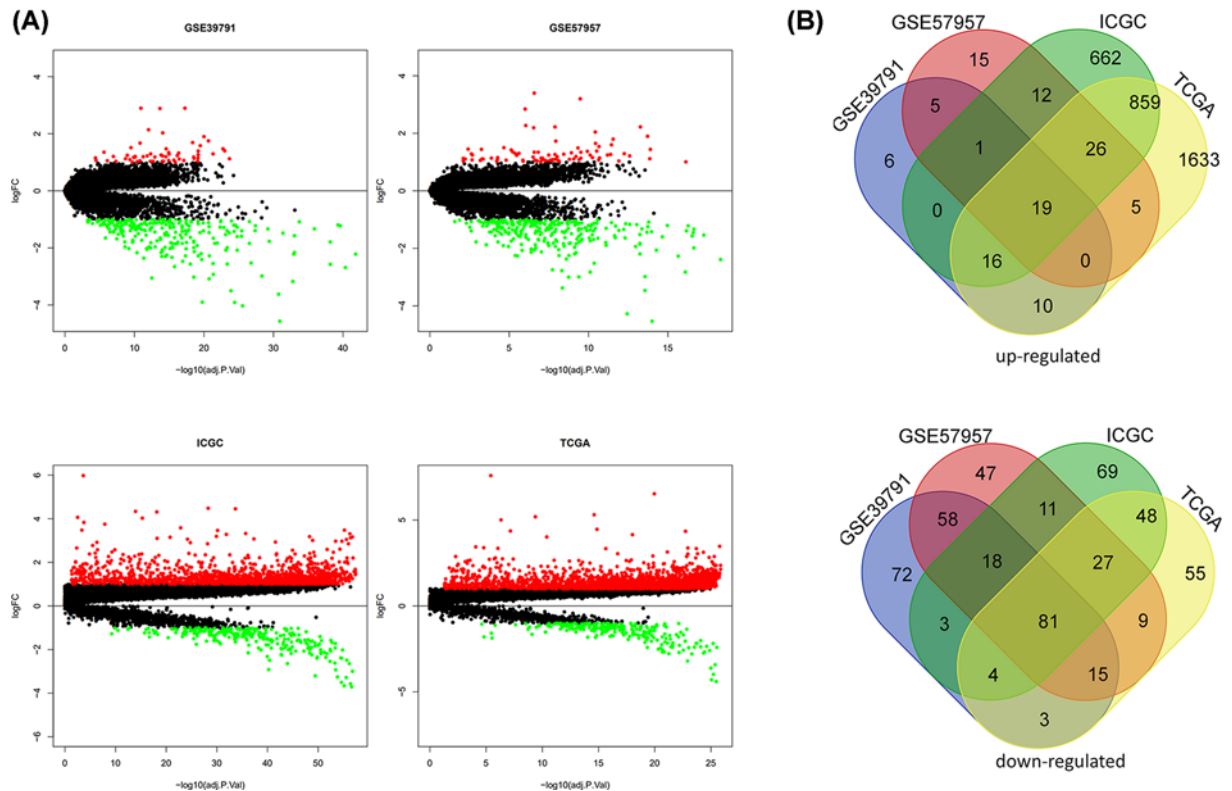 (A)
GSE39791
4
2
0
-2
-4
logFC
0 10 20 30 40
-log10(adj.P.Val)
GSE57957
4
2
0
-2
-4
logFC
0 5 10 15
-log10(adj.P.Val)
ICGC
6
4
2
0
-2
-4
-6
logFC
0 10 20 30 40 50
-log10(adj.P.Val)
TCGA
5
0
-5
logFC
0 5 10 15 20 25
-log10(adj.P.Val)
(B)
GSE57957 ICGC
GSE39791 TCGA
15 662
5 12 859
6 1 26 1633
0 19 5
16 0
10
up-regulated
GSE57957 ICGC
GSE39791 TCGA
47 69
58 11 48
72 18 27 55
3 81 9
4 15
3
down-regulated